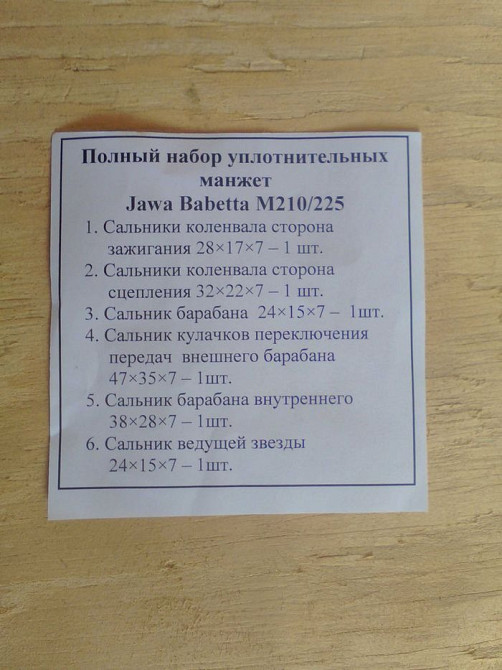 Полный набор уплотнительных
манжет
Jawa Babetta M210/225
1. Сальники коленвала сторона
зажигания 28×17×7 – 1 шт.
2. Сальники коленвала сторона
сцепления 32×22×7 – 1 шт.
3. Сальник барабана 24×15×7 – 1шт.
4. Сальник кулачков переключения
передач внешнего барабана
47×35×7 – 1шт.
5. Сальник барабана внутреннего
38×28×7 – 1шт.
6. Сальник ведущей звезды
24×15×7 – 1шт.